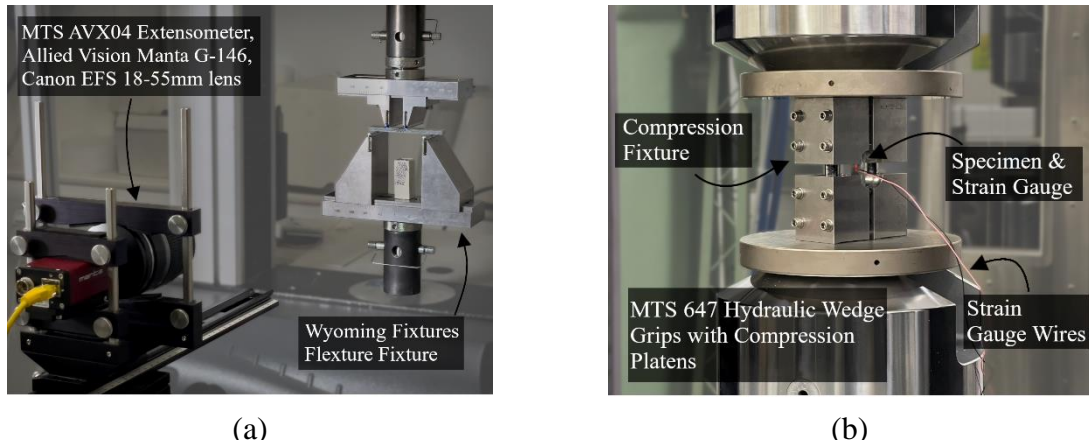 MTS AVX04 Extensometer,
Allied Vision Manta G-146,
Canon EFS 18-55mm lens
Wyoming Fixtures
Flexture Fixture
(a)
Compression
Fixture
Specimen &
Strain Gauge
MTS 647 Hydraulic Wedge
Grips with Compression
Platens
Strain
Gauge Wires
(b)